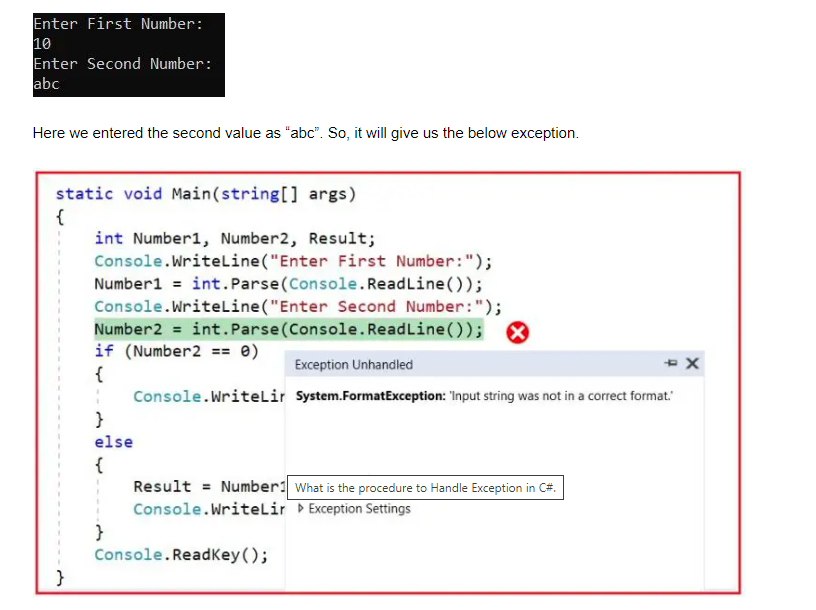 Enter First Number:
10
Enter Second Number:
abc
Here we entered the second value as “abc”. So, it will give us the below exception.
static void Main(string[] args)
{
int Number1, Number2, Result;
Console.WriteLine("Enter First Number:");
Number1 = int.Parse(Console.ReadLine());
Console.WriteLine("Enter Second Number:");
Number2 = int.Parse(Console.ReadLine());
if (Number2 == 0)
Exception Unhandled
{
Console.WriteLin
System.FormatException: 'Input string was not in a correct format.'
}
else
{
Result = Number1
What is the procedure to Handle Exception in C#.
Console.WriteLin
Exception Settings
}
Console.ReadKey();
}